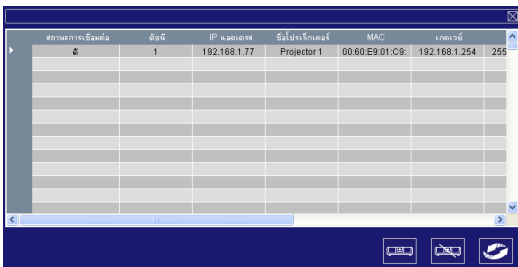 สถานะการเชื่อมต่อ ดัชนี IP แอดเดรส ชื่อโปรเจ็กเตอร์ MAC เกตเวย์
ดี 1 192.168.1.77 Projector 1 00:60:E9:01:C9: 192.168.1.254 255